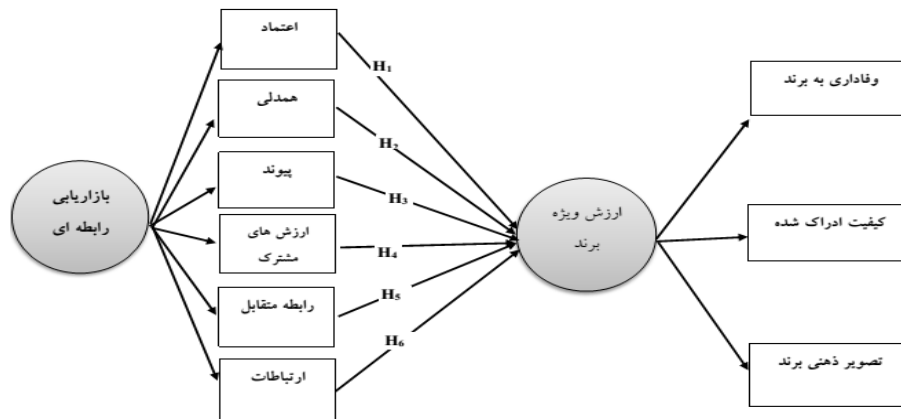 بازاریابی
رابطه ای
اعتماد
همدلی
پیوند
ارزش های
مشترک
رابطه متقابل
ارتباطات
H1
H2
H3
H4
H5
H6
ارزش ویژه
برند
وفاداری به برند
کیفیت ادراک شده
تصویر ذهنی برند